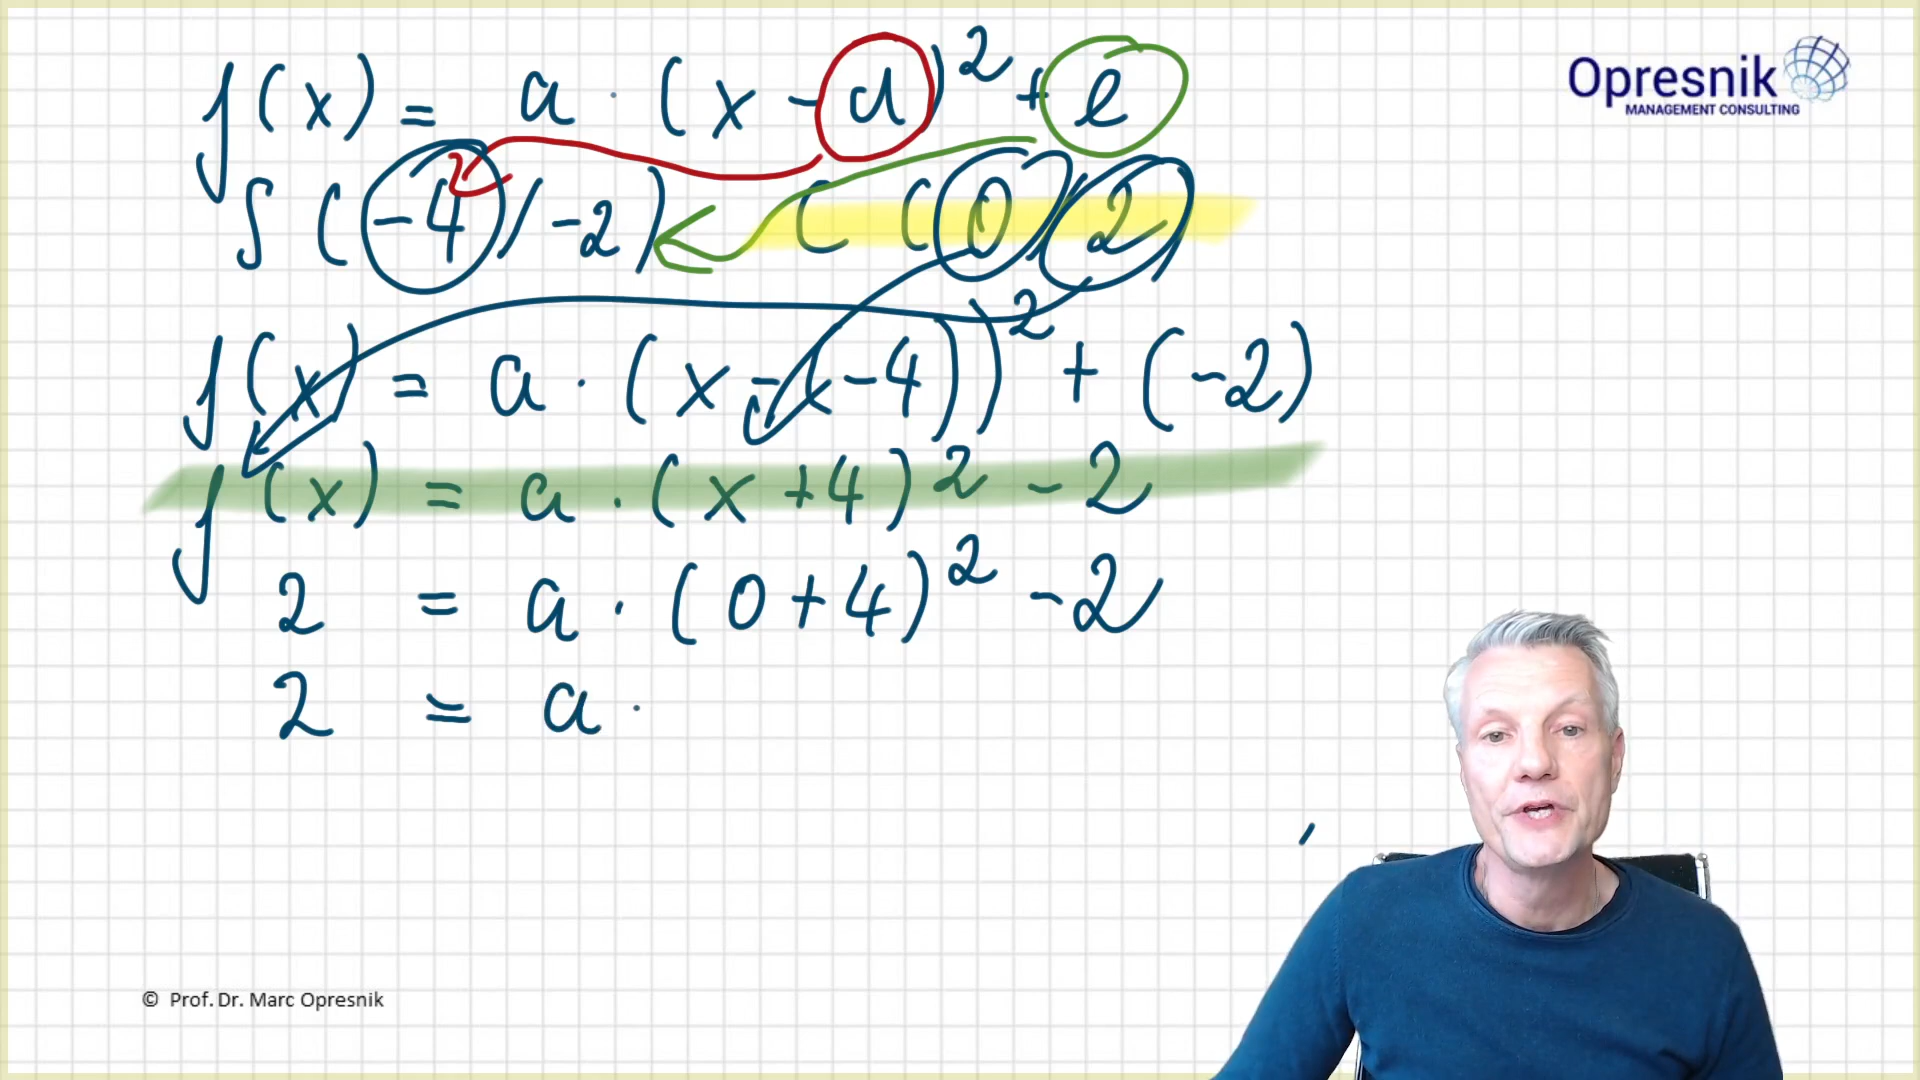 f(x) = a · (x - d)² + e
Opresnik
MANAGEMENT CONSULTING
S (-4/-2) C (0/2)
f(x) = a · (x - (-4))² + (-2)
f(x) = a · (x + 4)² - 2
2 = a · (0 + 4)² - 2
2 = a ·
© Prof. Dr. Marc Opresnik